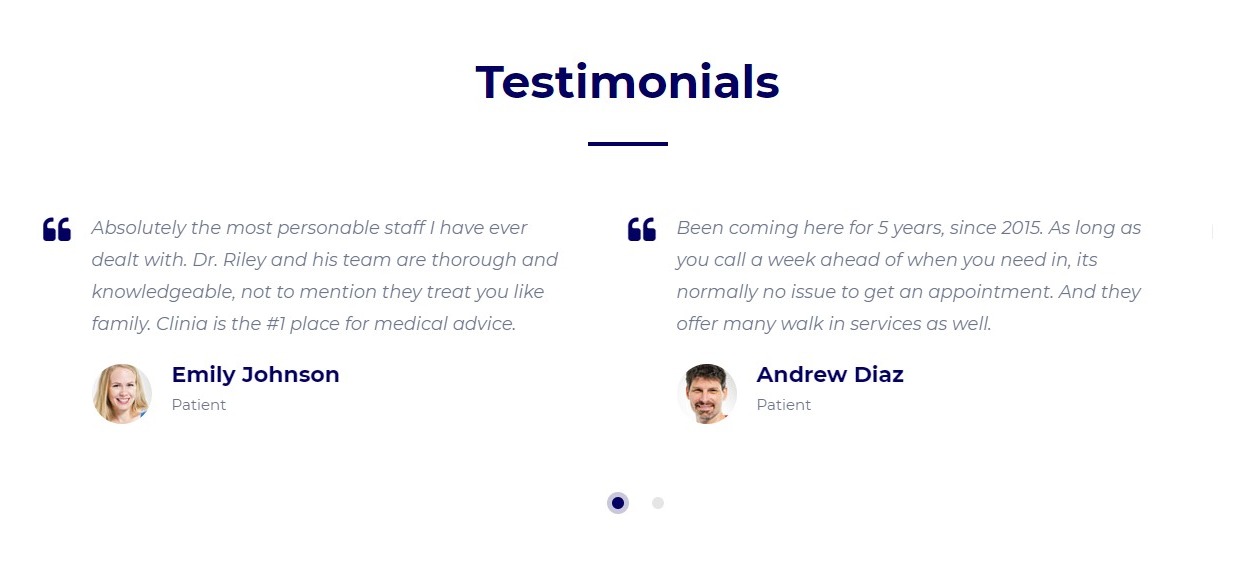 Testimonials
Absolutely the most personable staff I have ever
dealt with. Dr. Riley and his team are thorough and
knowledgeable, not to mention they treat you like
family. Clinia is the #1 place for medical advice.
Emily Johnson
Patient
Been coming here for 5 years, since 2015. As long as
you call a week ahead of when you need in, its
normally no issue to get an appointment. And they
offer many walk in services as well.
Andrew Diaz
Patient